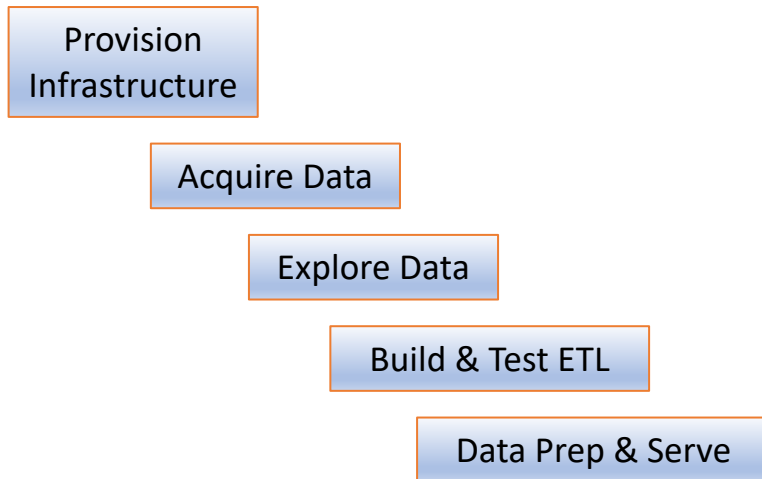 Provision
Infrastructure
Acquire Data
Explore Data
Build & Test ETL
Data Prep & Serve